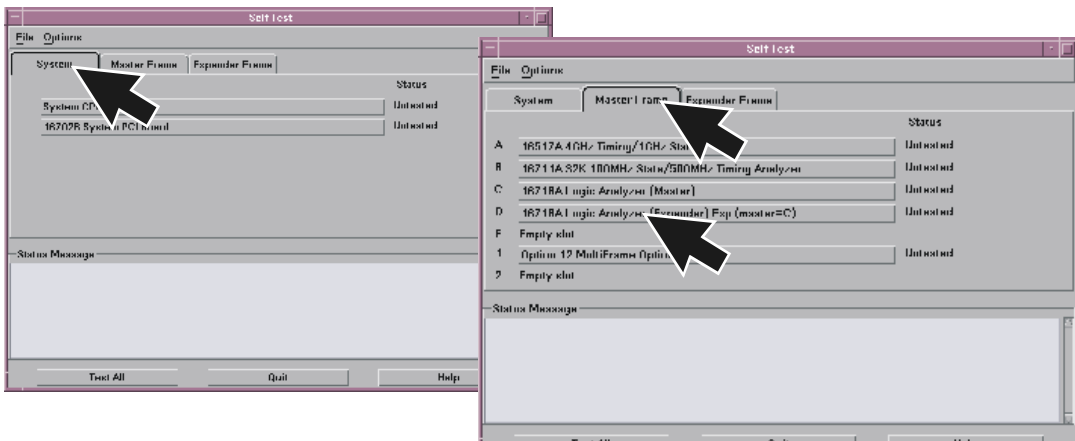 Self Test
File Options
System Master Frame Expander Frame
Status
System CP
Untested
16702B System PCI Board
Untested
Status Message
Test All Quit Help
Self Test
File Options
System Master Frame Expander Frame
Status
A 16517A 4GHz Timing/1GHz Sta
Untested
B 16711A 32K 100MHz State/500MHz Timing Analyzer
Untested
C 16718A Logic Analyzer (Master)
Untested
D 16718A Logic Analyzer (Expander) Exp (master=C)
Untested
E Empty slot
1 Option 12 MultiFrame Opti
Untested
2 Empty slot
Status Message